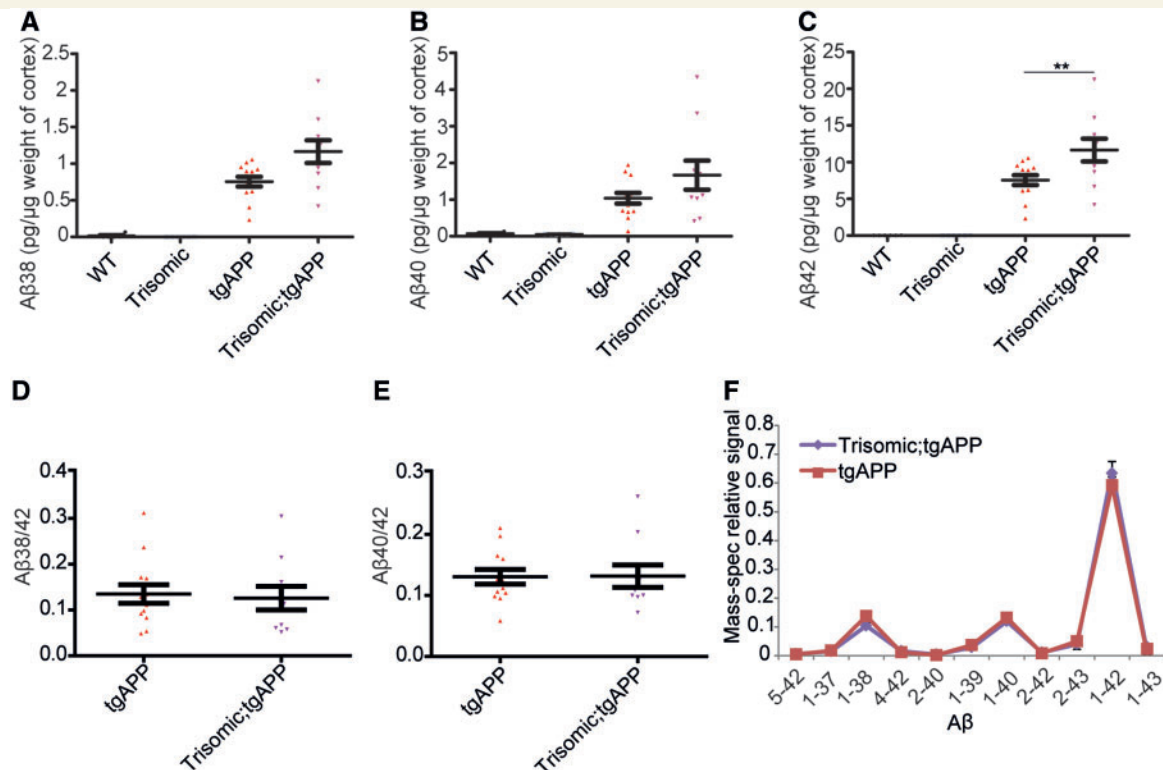 A
Aβ38 (pg/µg weight of cortex)
2.5
2
1.5
1
0.5
0
WT
Trisomic
tgAPP
Trisomic;tgAPP
B
Aβ40 (pg/µg weight of cortex)
5
4
3
2
1
0
WT
Trisomic
tgAPP
Trisomic;tgAPP
C
Aβ42 (pg/µg weight of cortex)
25
20
15
10
5
0
**
WT
Trisomic
tgAPP
Trisomic;tgAPP
D
Aβ38/42
0.4
0.3
0.2
0.1
0.0
tgAPP
Trisomic;tgAPP
E
Aβ40/42
0.3
0.2
0.1
0.0
tgAPP
Trisomic;tgAPP
F
Mass-spec relative signal
0.8
0.7
0.6
0.5
0.4
0.3
0.2
0.1
0
Trisomic;tgAPP
tgAPP
5-42
1-37
1-38
4-42
2-40
1-39
1-40
2-42
2-43
1-42
1-43
Aβ